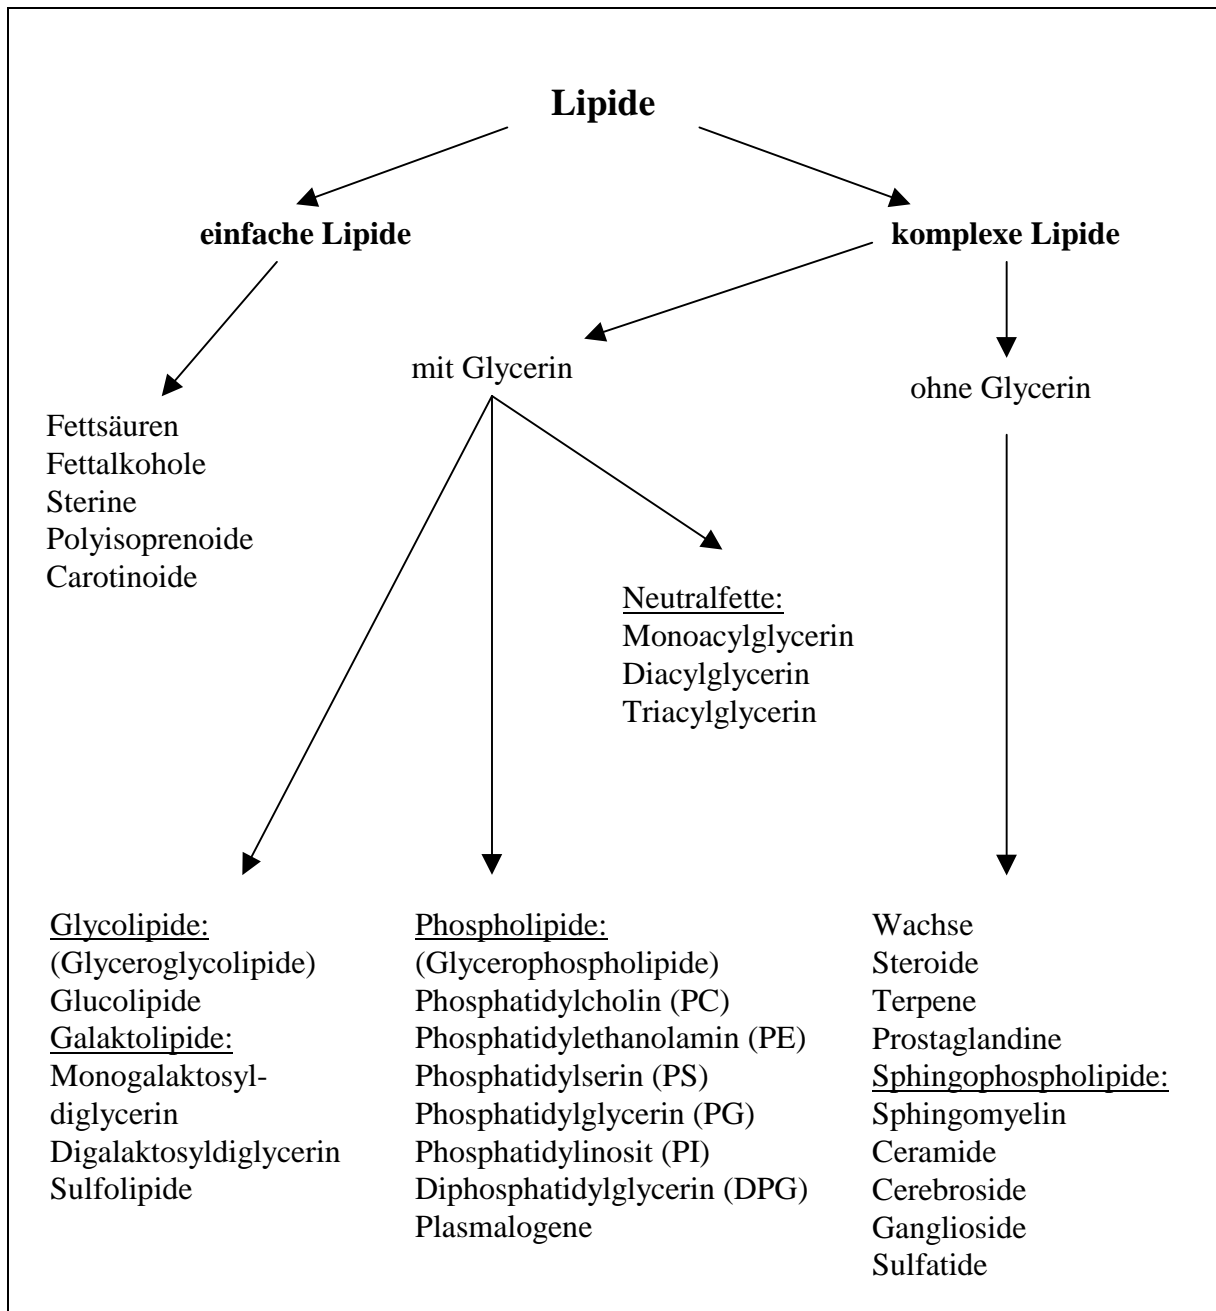 Lipide
einfache Lipide
komplexe Lipide
mit Glycerin
ohne Glycerin
Fettsäuren
Fettalkohole
Sterine
Polyisoprenoide
Carotinoide
Neutralfette:
Monoacylglycerin
Diacylglycerin
Triacylglycerin
Glycolipide:
(Glyceroglycolipide)
Glucolipide
Galaktolipide:
Monogalaktosyl-
diglycerin
Digalaktosyldiglycerin
Sulfolipide
Phospholipide:
(Glycerophospholipide)
Phosphatidylcholin (PC)
Phosphatidylethanolamin (PE)
Phosphatidylserin (PS)
Phosphatidylglycerin (PG)
Phosphatidylinosit (PI)
Diphosphatidylglycerin (DPG)
Plasmalogene
Wachse
Steroide
Terpene
Prostaglandine
Sphingophospholipide:
Sphingomyelin
Ceramide
Cerebroside
Ganglioside
Sulfatide